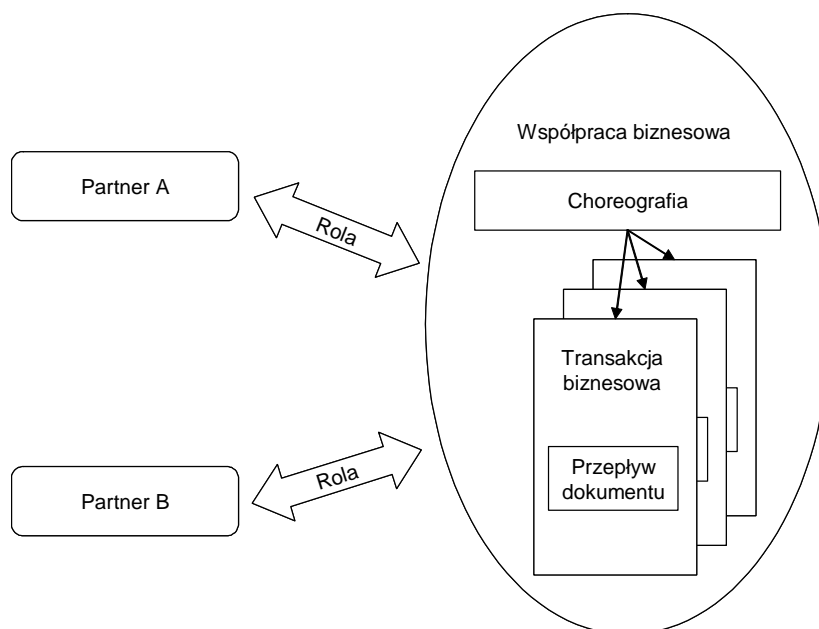 Współpraca biznesowa
Partner A
Choreografia
Rola
Transakcja
biznesowa
Przepływ
dokumentu
Rola
Partner B